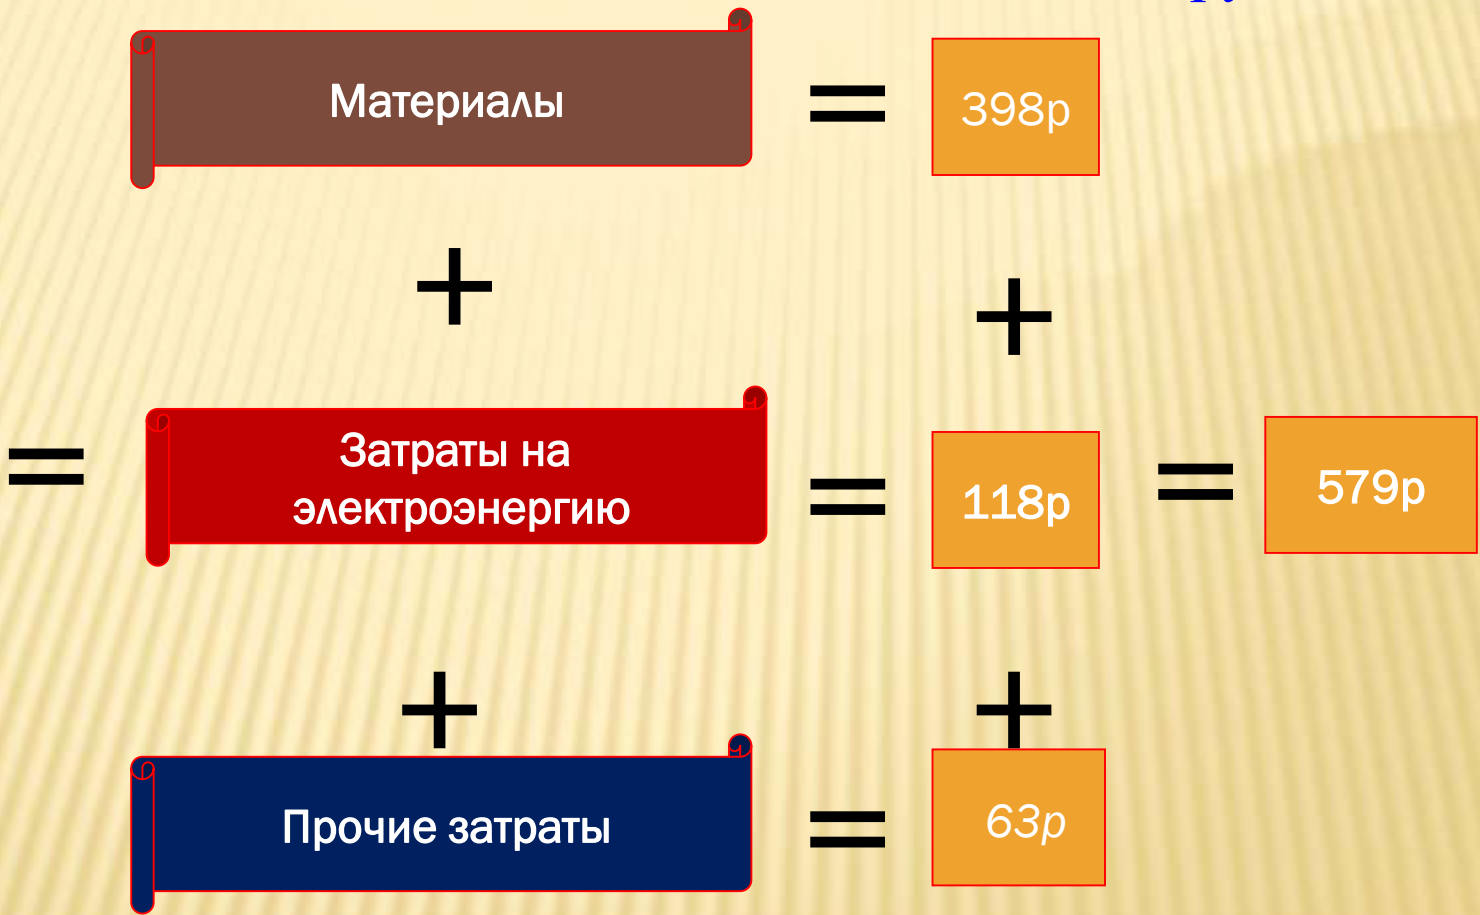 Материалы
=
398р
+
+
=
Затраты на
электроэнергию
=
118р
=
579р
+
+
Прочие затраты
=
63р